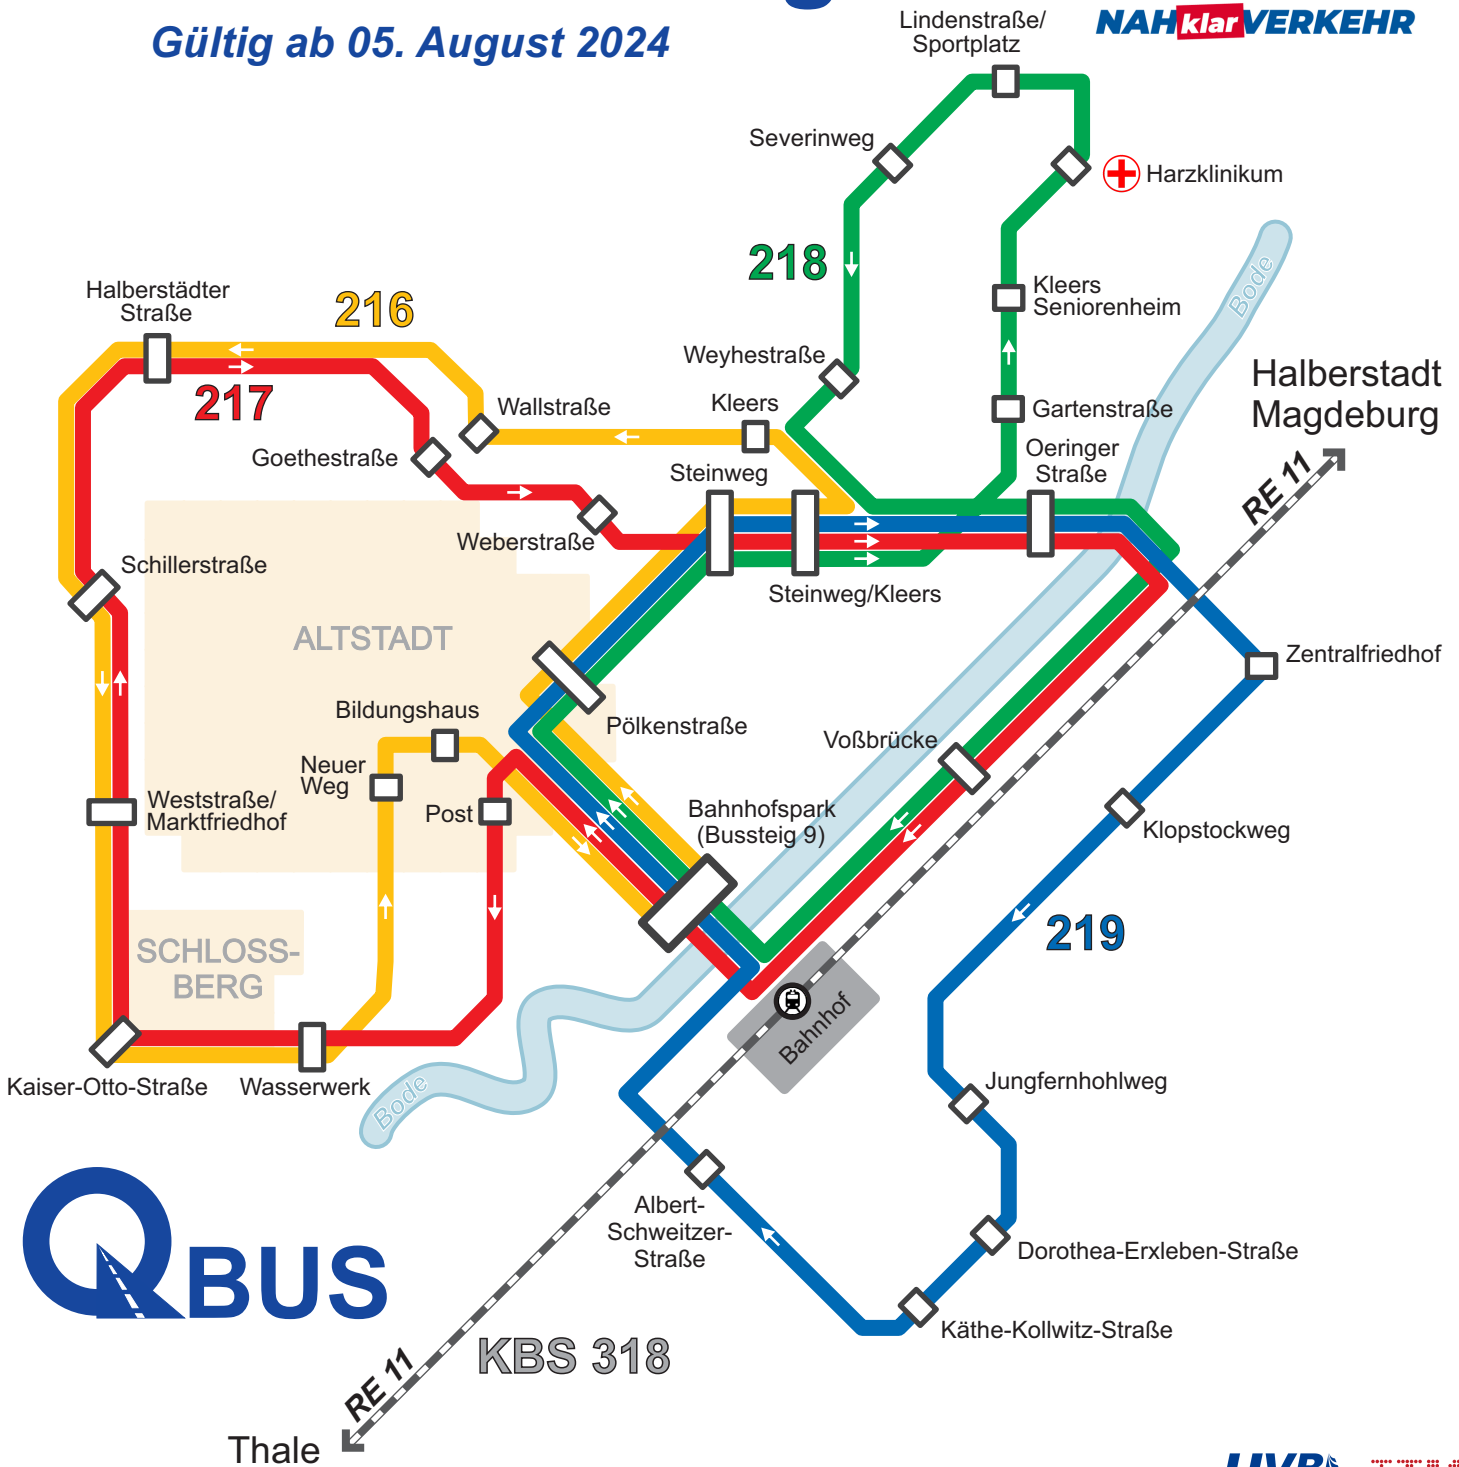 Gültig ab 05. August 2024
NAHklarVERKEHR
Lindenstraße/
Sportplatz
Severinweg
Harzklinikum
218
Bode
Kleers
Seniorenheim
Halberstädter
Straße
216
217
Weyhestraße
Halberstadt
Magdeburg
Wallstraße
Kleers
Gartenstraße
Goethestraße
Steinweg
Oeringer
Straße
RE 11
Weberstraße
Schillerstraße
Steinweg/Kleers
ALTSTADT
Zentralfriedhof
Bildungshaus
Pölkenstraße
Voßbrücke
Neuer
Weg
Post
Weststraße/
Marktfriedhof
Bahnhofspark
(Bussteig 9)
Klopstockweg
219
SCHLOSS-
BERG
Bahnhof
Kaiser-Otto-Straße
Wasserwerk
Bode
Jungfernhohlweg
Albert-
Schweitzer-
Straße
Dorothea-Erxleben-Straße
QBUS
Käthe-Kollwitz-Straße
KBS 318
RE 11
Thale